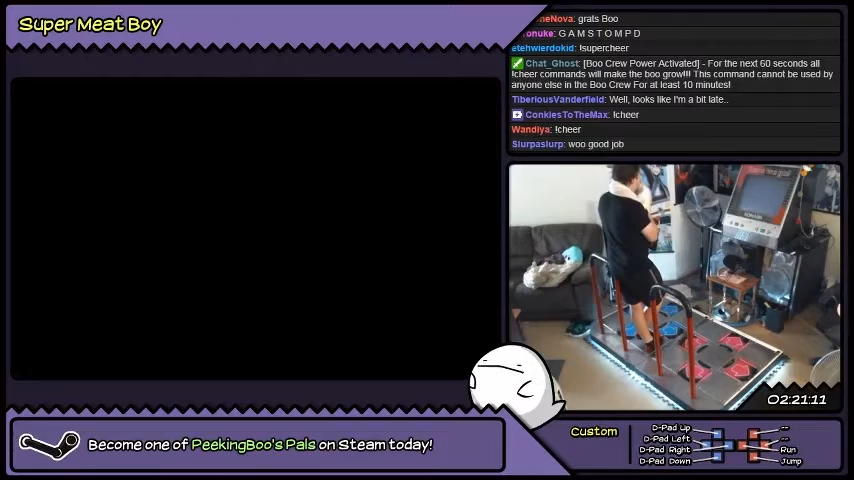 Super Meat Boy
neNova: grats Boo
onuke: G A M S T O M P D
etehwierdokid: !supercheer
Chat_Ghost: [Boo Crew Power Activated] - For the next 60 seconds all
!cheer commands will make the boo grow!!! This command cannot be used by
anyone else in the Boo Crew For at least 10 minutes!
TiberiousVanderfield: Well, looks like I'm a bit late..
ConkiesToTheMax: !cheer
Wandiya: !cheer
Slurpaslurp: woo good job
KONAMI
02:21:11
Become one of PeekingBoo's Pals on Steam today!
Custom
D-Pad Up --
D-Pad Left --
D-Pad Right Run
D-Pad Down Jump